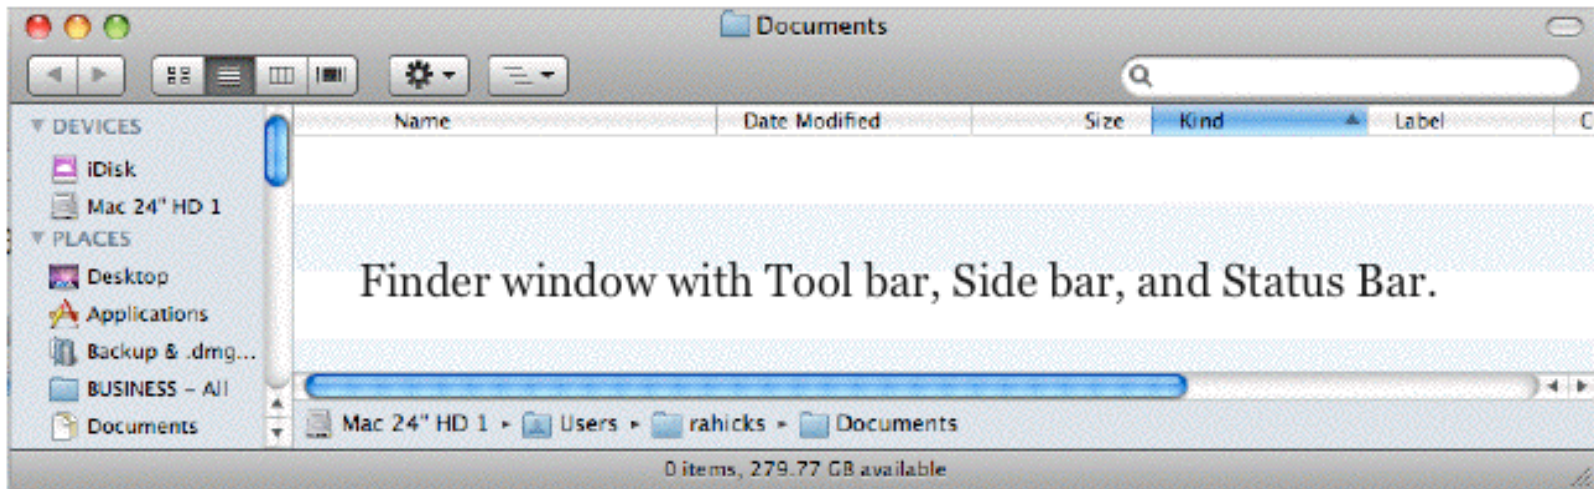 Documents
DEVICES
iDisk
Mac 24" HD 1
PLACES
Desktop
Applications
Backup & .dmg...
BUSINESS – All
Documents
Name Date Modified Size Kind Label C
Finder window with Tool bar, Side bar, and Status Bar.
Mac 24" HD 1 ▸ Users ▸ rahicks ▸ Documents
0 items, 279.77 GB available